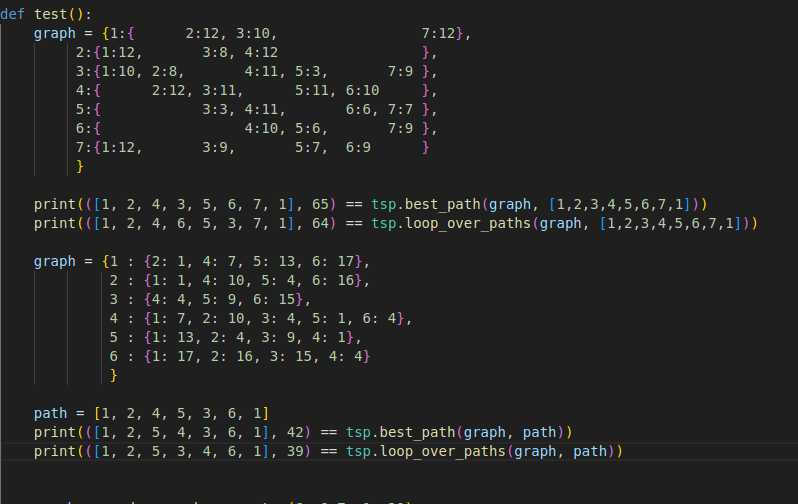 def test():
    graph = {1:{      2:12, 3:10,                 7:12},
         2:{1:12,       3:8, 4:12                 },
         3:{1:10, 2:8,       4:11, 5:3,       7:9 },
         4:{      2:12, 3:11,      5:11, 6:10     },
         5:{            3:3, 4:11,       6:6, 7:7 },
         6:{                 4:10, 5:6,       7:9 },
         7:{1:12,       3:9,       5:7,  6:9      }
         }
    print(([1, 2, 4, 3, 5, 6, 7, 1], 65) == tsp.best_path(graph, [1,2,3,4,5,6,7,1]))
    print(([1, 2, 4, 6, 5, 3, 7, 1], 64) == tsp.loop_over_paths(graph, [1,2,3,4,5,6,7,1]))
    graph = {1 : {2: 1, 4: 7, 5: 13, 6: 17},
             2 : {1: 1, 4: 10, 5: 4, 6: 16},
             3 : {4: 4, 5: 9, 6: 15},
             4 : {1: 7, 2: 10, 3: 4, 5: 1, 6: 4},
             5 : {1: 13, 2: 4, 3: 9, 4: 1},
             6 : {1: 17, 2: 16, 3: 15, 4: 4}
             }
    path = [1, 2, 4, 5, 3, 6, 1]
    print(([1, 2, 5, 4, 3, 6, 1], 42) == tsp.best_path(graph, path))
    print(([1, 2, 5, 3, 4, 6, 1], 39) == tsp.loop_over_paths(graph, path))